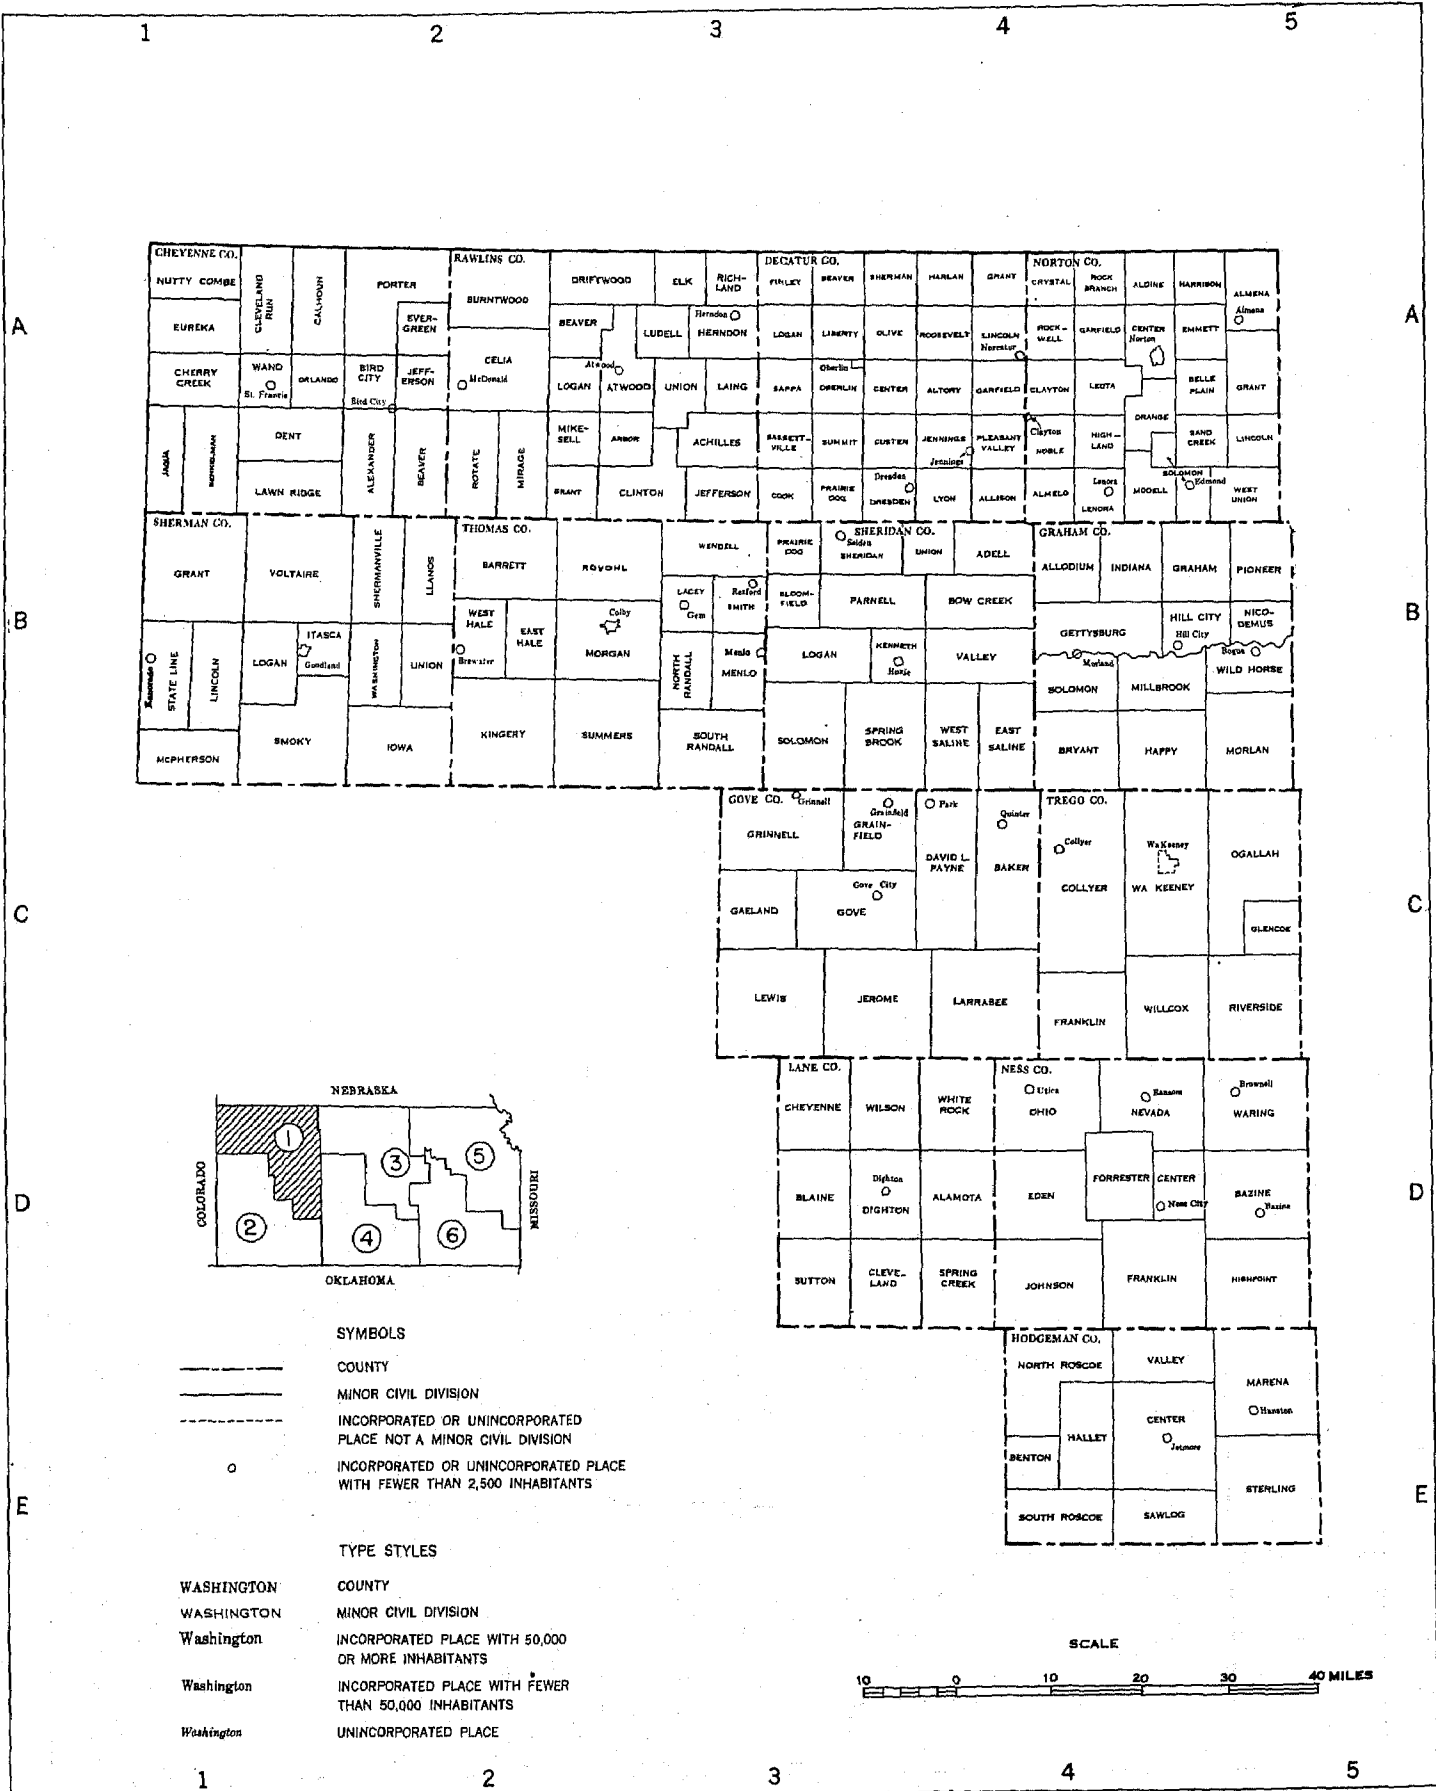 1 2 3 4 5
A A
B B
C C
D D
E E
CHEYENNE CO.
NUTTY COMBE
CLEVELAND
RUN
CALHOUN
PORTER
EUREKA
EVER-
GREEN
CHERRY
CREEK
WANO
St. Francis
ORLANDO
BIRD
CITY
JEFF-
ERSON
Bird City
JAQUA
BENKELMAN
DENT
LAWN RIDGE
ALEXANDER
BEAVER
RAWLINS CO.
BURNTWOOD
DRIFTWOOD
ELK
RICH-
LAND
CELIA
McDonald
BEAVER
LUDELL
Herndon
HERNDON
Atwood
LOGAN
ATWOOD
UNION
LAING
ROTATE
MIRAGE
MIKE-
SELL
ARBOR
ACHILLES
GRANT
CLINTON
JEFFERSON
DECATUR CO.
FINLEY
BEAVER
SHERMAN
HARLAN
GRANT
LOGAN
LIBERTY
OLIVE
ROOSEVELT
LINCOLN
Norcatur
Oberlin
SAPPA
OBERLIN
CENTER
ALTORY
GARFIELD
BASSETT-
VILLE
SUMMIT
CUSTER
JENNINGS
Jennings
PLEASANT
VALLEY
COOK
PRAIRIE
DOG
Dresden
DRESDEN
LYON
ALLISON
NORTON CO.
CRYSTAL
ROCK
BRANCH
ALDINE
HARRISON
ALMENA
Almena
ROCK-
WELL
GARFIELD
CENTER
Norton
EMMETT
CLAYTON
LEOTA
BELLE
PLAIN
GRANT
Clayton
NOBLE
HIGH-
LAND
ORANGE
SAND
CREEK
LINCOLN
ALMELO
Lenora
LENORA
MODELL
SOLOMON
Edmond
WEST
UNION
SHERMAN CO.
GRANT
VOLTAIRE
SHERMANVILLE
LLANOS
Kanorado
STATE LINE
LINCOLN
LOGAN
ITASCA
Goodland
WASHINGTON
UNION
MCPHERSON
SMOKY
IOWA
THOMAS CO.
BARRETT
ROVOHL
WENDELL
LACEY
Gem
Rexford
SMITH
WEST
HALE
Brewster
EAST
HALE
Colby
MORGAN
NORTH
RANDALL
Menlo
MENLO
KINGERY
SUMMERS
SOUTH
RANDALL
SHERIDAN CO.
PRAIRIE
DOG
Selden
SHERIDAN
UNION
ADELL
BLOOM-
FIELD
PARNELL
BOW CREEK
LOGAN
KENNETH
Hoxie
VALLEY
SOLOMON
SPRING
BROOK
WEST
SALINE
EAST
SALINE
GRAHAM CO.
ALLODIUM
INDIANA
GRAHAM
PIONEER
GETTYSBURG
HILL CITY
Hill City
NICO-
DEMUS
Morland
Bogue
WILD HORSE
SOLOMON
MILLBROOK
BRYANT
HAPPY
MORLAN
GOVE CO.
Grinnell
GRINNELL
Grainfield
GRAIN-
FIELD
Park
DAVID L.
PAYNE
Quinter
BAKER
GAELAND
Gove City
GOVE
LEWIS
JEROME
LARRABEE
TREGO CO.
Collyer
COLLYER
WaKeeney
WA KEENEY
OGALLAH
GLENCOE
FRANKLIN
WILLCOX
RIVERSIDE
LANE CO.
CHEYENNE
WILSON
WHITE
ROCK
BLAINE
Dighton
DIGHTON
ALAMOTA
SUTTON
CLEVE-
LAND
SPRING
CREEK
NESS CO.
Utica
OHIO
Ransom
NEVADA
Brownell
WARING
EDEN
FORRESTER
CENTER
Ness City
BAZINE
Bazine
JOHNSON
FRANKLIN
HIGHPOINT
HODGEMAN CO.
NORTH ROSCOE
VALLEY
MARENA
Hanston
CENTER
Jetmore
HALLET
BENTON
STERLING
SOUTH ROSCOE
SAWLOG
NEBRASKA
COLORADO
MISSOURI
OKLAHOMA
1
2
3
4
5
6
SYMBOLS
COUNTY
MINOR CIVIL DIVISION
INCORPORATED OR UNINCORPORATED
PLACE NOT A MINOR CIVIL DIVISION
INCORPORATED OR UNINCORPORATED PLACE
WITH FEWER THAN 2,500 INHABITANTS
TYPE STYLES
WASHINGTON COUNTY
WASHINGTON MINOR CIVIL DIVISION
Washington INCORPORATED PLACE WITH 50,000
OR MORE INHABITANTS
Washington INCORPORATED PLACE WITH FEWER
THAN 50,000 INHABITANTS
Washington UNINCORPORATED PLACE
SCALE
10 0 10 20 30 40 MILES
1 2 3 4 5